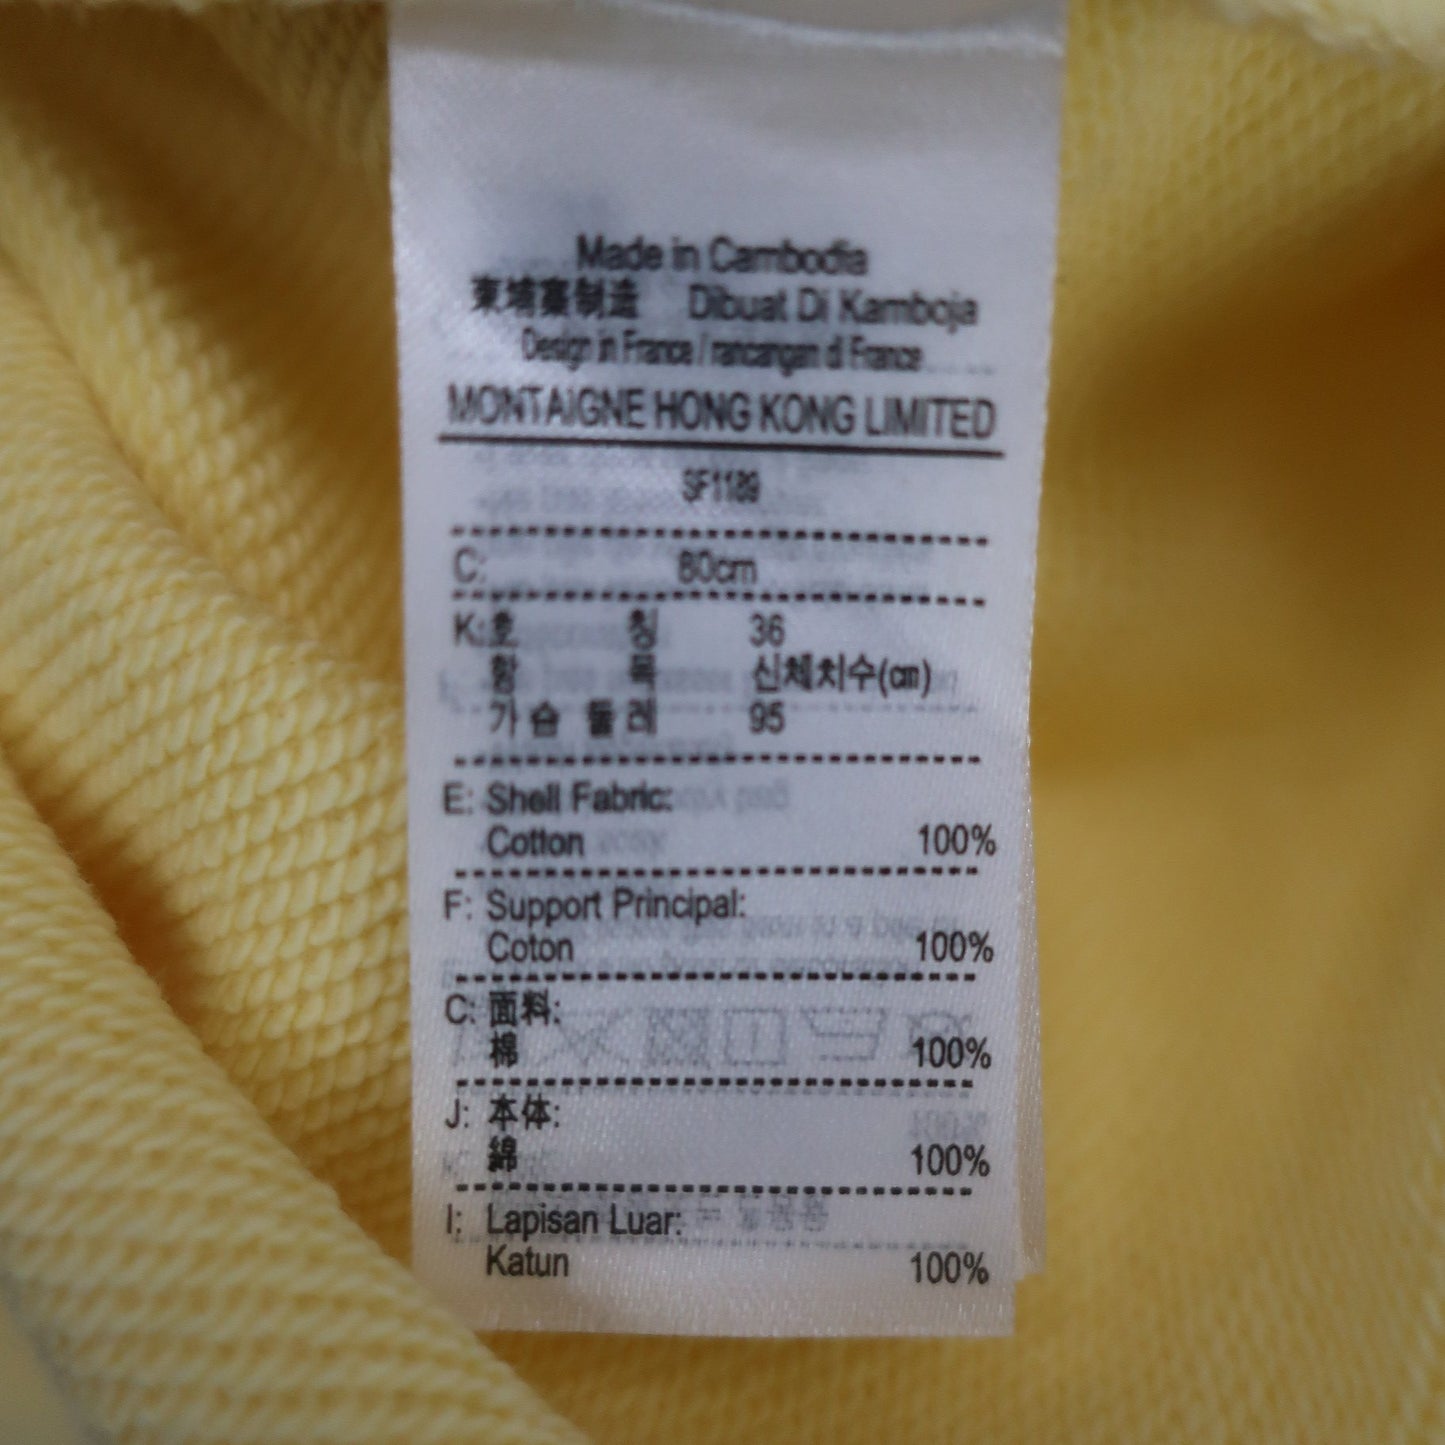 Made in Cambodia
柬埔寨制造 Dibuat Di Kamboja
Design in France / rancangan di France
MONTAIGNE HONG KONG LIMITED
SF1189
C: 80cm
K: 호 칭 36
항 목 신체치수(cm)
가슴 둘레 95
E: Shell Fabric:
Cotton 100%
F: Support Principal:
Coton 100%
C: 面料:
棉 100%
J: 本体:
綿 100%
I: Lapisan Luar:
Katun 100%